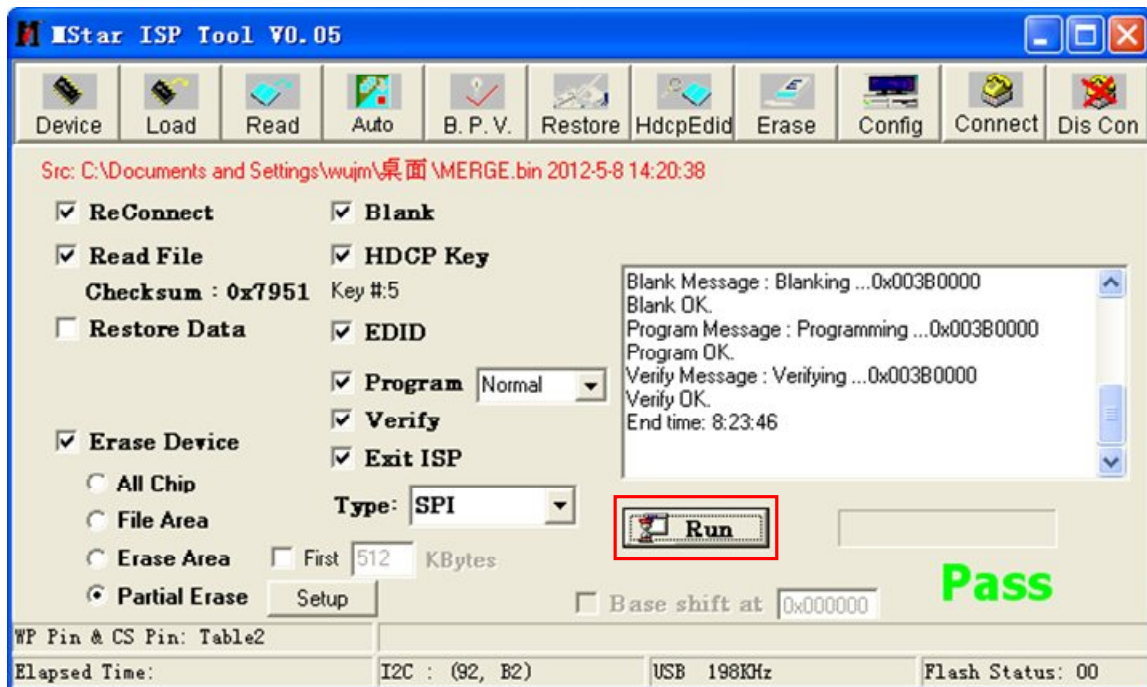 MStar ISP Tool V0.05
Device Load Read Auto B. P. V. Restore HdcpEdid Erase Config Connect Dis Con
Src: C:\Documents and Settings\wujm\桌面\MERGE.bin 2012-5-8 14:20:38
ReConnect
Read File
Checksum : 0x7951
Restore Data
Erase Device
All Chip
File Area
Erase Area
First 512 KBytes
Partial Erase
Setup
Blank
HDCP Key
Key #:5
EDID
Program Normal
Verify
Exit ISP
Type: SPI
Blank Message : Blanking ...0x003B0000
Blank OK.
Program Message : Programming ...0x003B0000
Program OK.
Verify Message : Verifying ...0x003B0000
Verify OK.
End time: 8:23:46
Run
Pass
Base shift at 0x000000
WP Pin & CS Pin: Table2
Elapsed Time: I2C : (92, B2) USB 198KHz Flash Status: 00